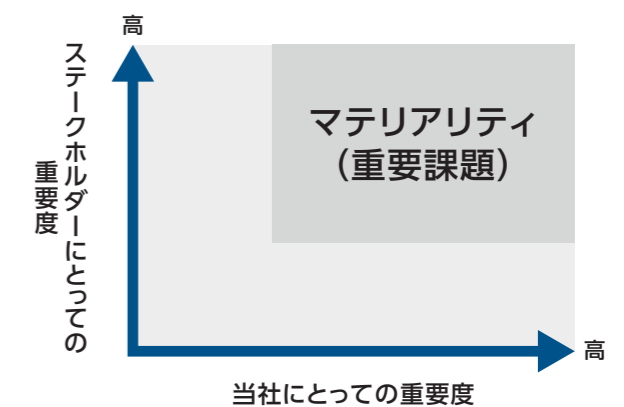 高
ステークホルダーにとっての
重要度
マテリアリティ
（重要課題）
高
当社にとっての重要度